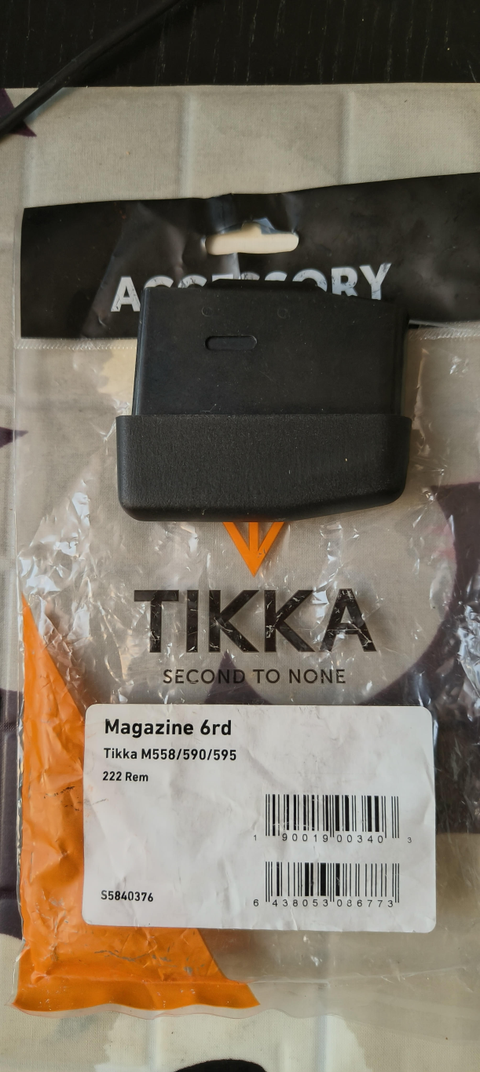 ACCESSORY
TIKKA
SECOND TO NONE
Magazine 6rd
Tikka M558/590/595
222 Rem
1 90019 00340 3
S5840376
6 438053 086773